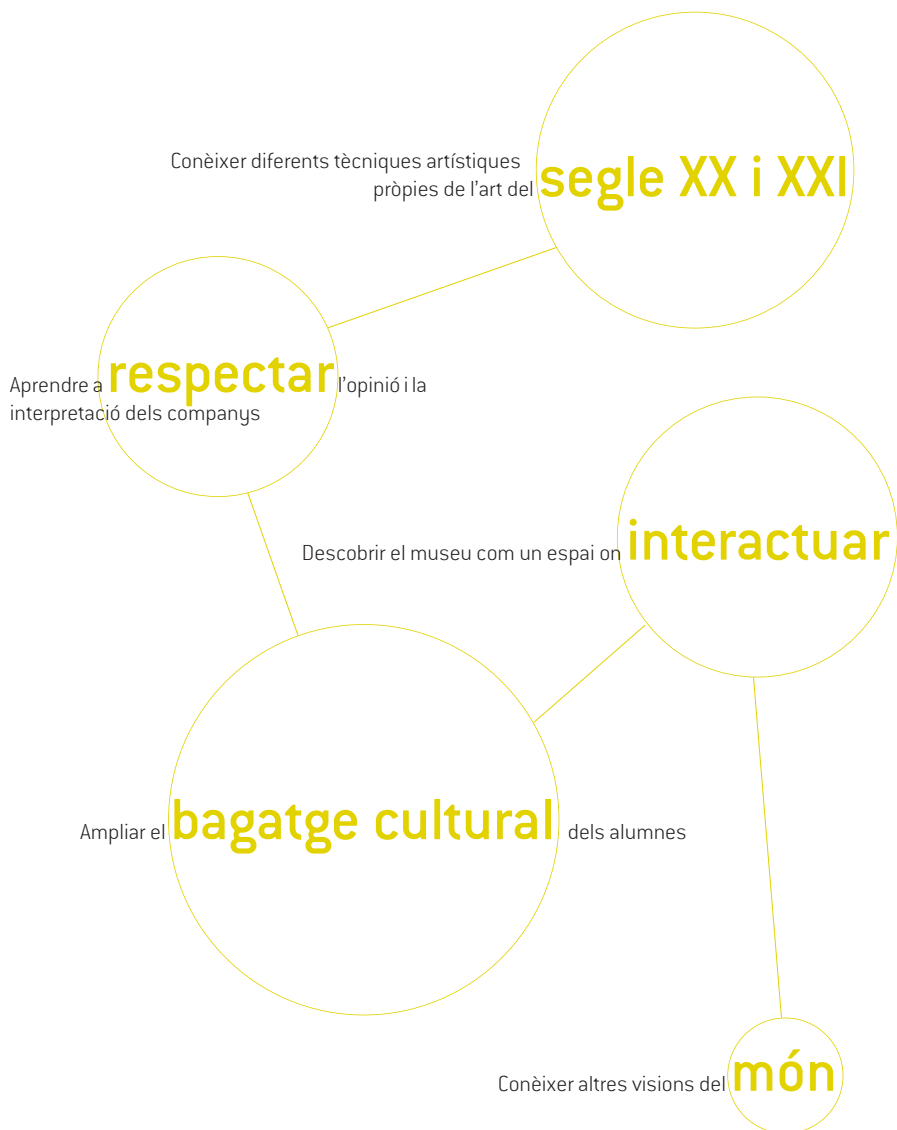 Conèixer diferents tècniques artístiques
pròpies de l'art del segle XX i XXI
Aprendre a respectar l'opinió i la
interpretació dels companys
Descobrir el museu com un espai on interactuar
Ampliar el bagatge cultural dels alumnes
Conèixer altres visions del món